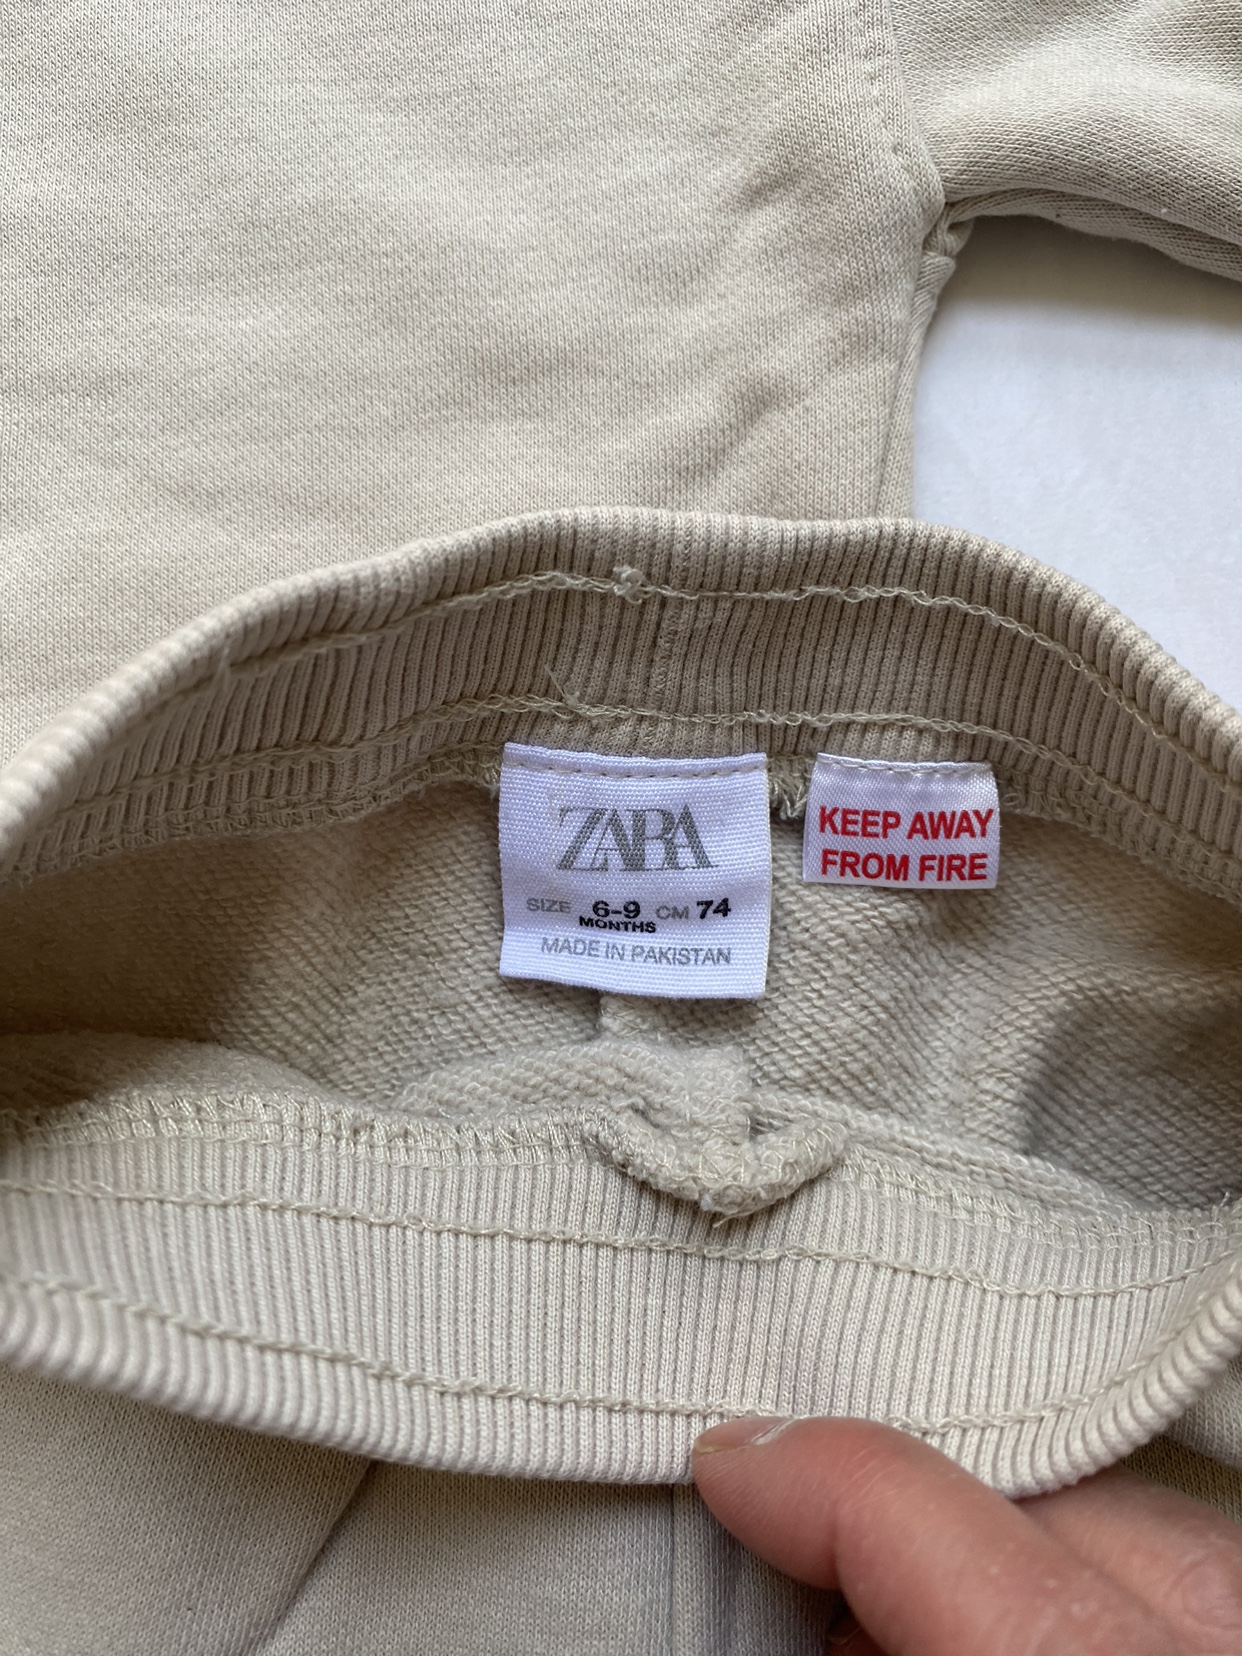 ZARA
SIZE 6-9 CM 74
MONTHS
MADE IN PAKISTAN
KEEP AWAY
FROM FIRE